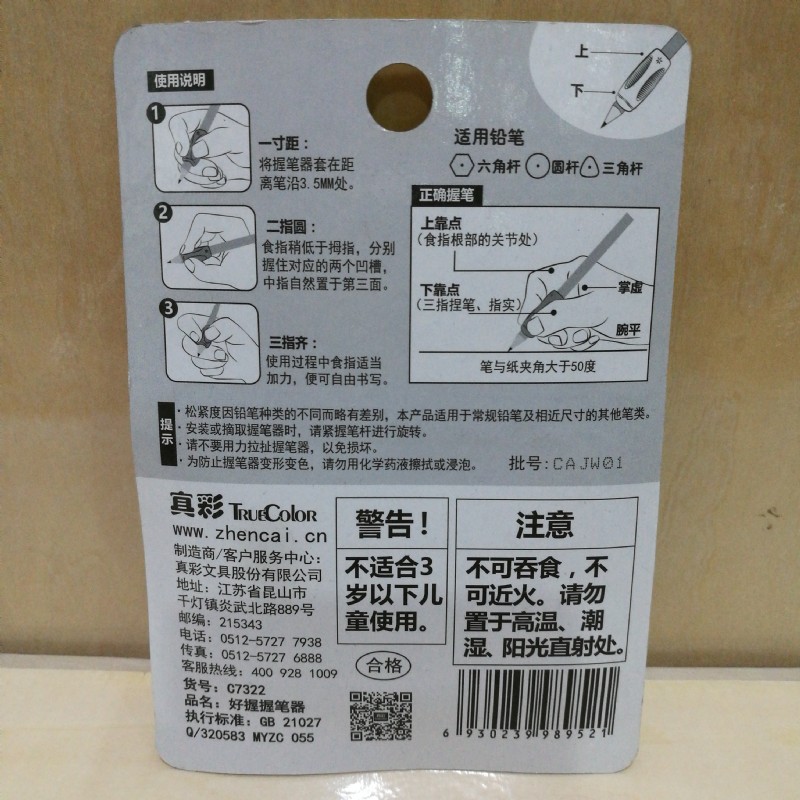 使用说明
上
下
1
一寸距：
将握笔器套在距
离笔沿3.5MM处。
适用铅笔
六角杆 圆杆 三角杆
2
二指圆：
食指稍低于拇指，分别
握住对应的两个凹槽，
中指自然置于第三面。
3
三指齐：
使用过程中食指适当
加力，便可自由书写。
正确握笔
上靠点
（食指根部的关节处）
下靠点
（三指捏笔、指实）
掌虚
腕平
笔与纸夹角大于50度
提示
·松紧度因铅笔种类的不同而略有差别，本产品适用于常规铅笔及相近尺寸的其他笔类。
·安装或摘取握笔器时，请紧握笔杆进行旋转。
·请不要用力拉扯握笔器，以免损坏。
·为防止握笔器变形变色，请勿用化学药液擦拭或浸泡。
批号：CAJW01
真彩 TRUECOLOR
www.zhencai.cn
制造商/客户服务中心：
真彩文具股份有限公司
地址：江苏省昆山市
千灯镇炎武北路889号
邮编：215343
电话：0512-5727 7938
传真：0512-5727 6888
客服热线：400 928 1009
货号：C7322
品名：好握握笔器
执行标准：GB 21027
Q/320583 MYZC 055
警告！
不适合3
岁以下儿
童使用。
合格
注意
不可吞食，不
可近火。请勿
置于高温、潮
湿、阳光直射处。
6 930239 989521